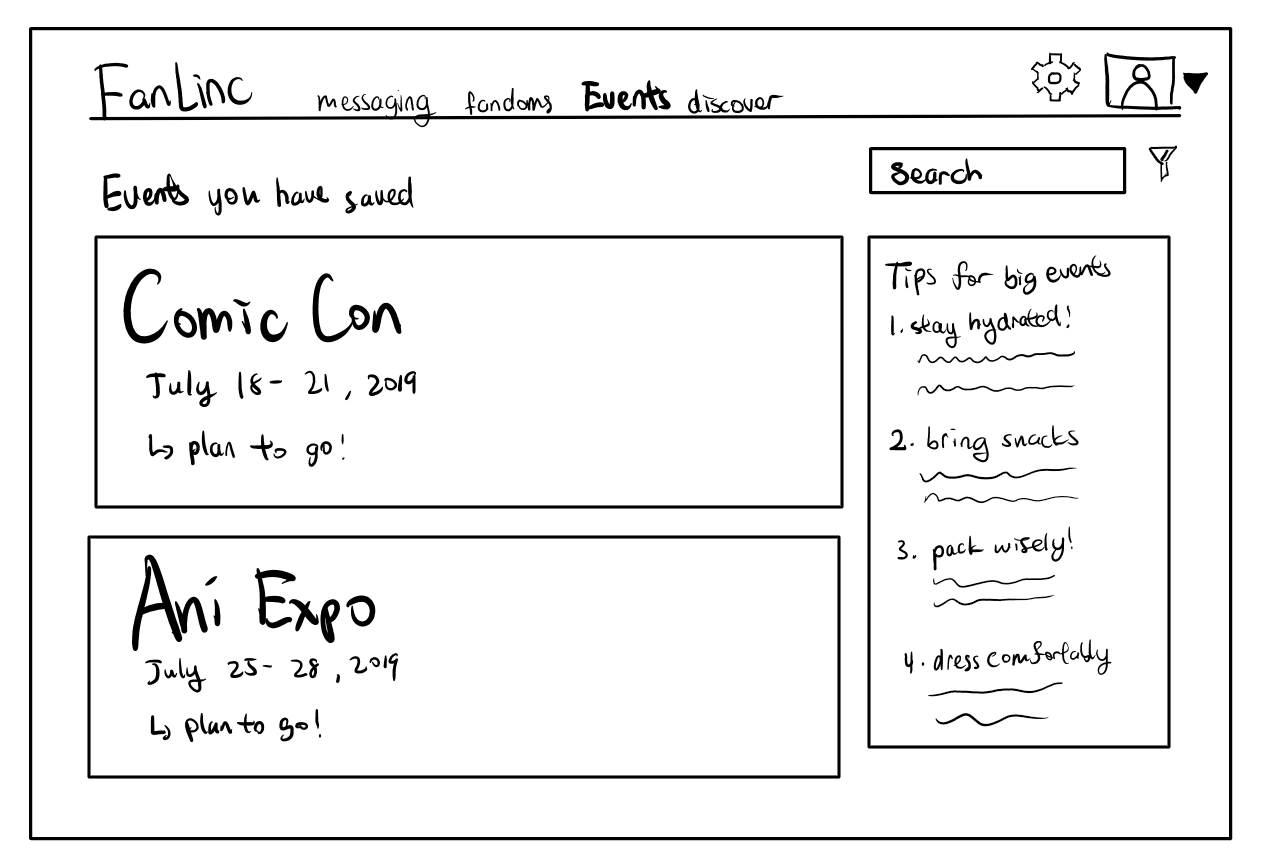 FanLinc messaging fandoms Events discover
Search
Events you have saved
Comic Con
July 18- 21, 2019
↳ plan to go!
Ani Expo
July 25- 28, 2019
↳ plan to go!
Tips for big events
1. stay hydrated!
2. bring snacks
3. pack wisely!
4. dress comfortably